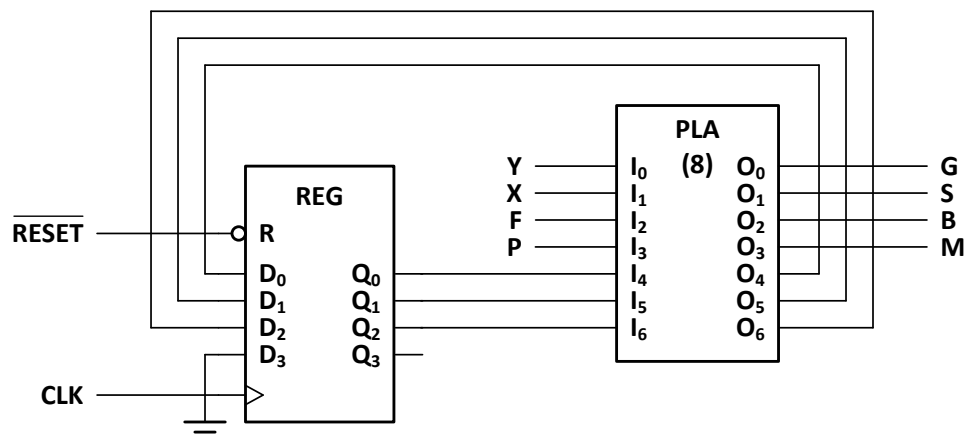 PLA
(8)
Y I₀ O₀ G
X I₁ O₁ S
REG
F I₂ O₂ B
RESET R
P I₃ O₃ M
D₀ Q₀ I₄ O₄
D₁ Q₁ I₅ O₅
D₂ Q₂ I₆ O₆
D₃ Q₃
CLK